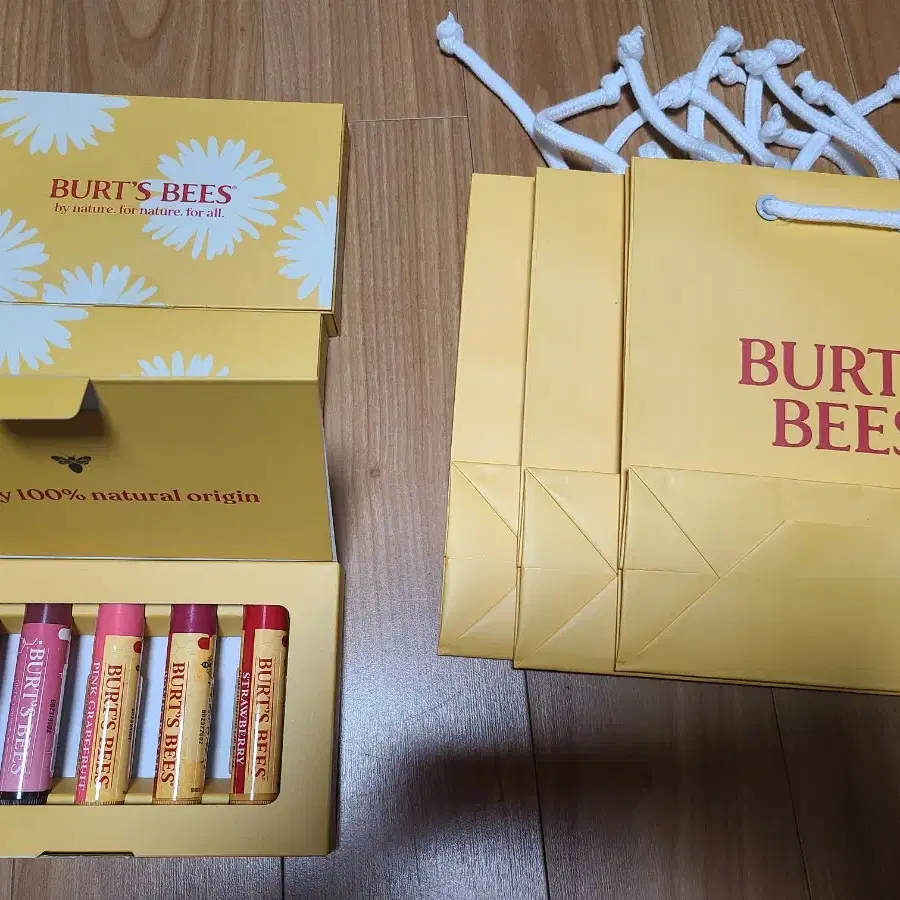 BURT'S BEES®
by nature. for nature. for all.
y 100% natural origin
BURT'S BEES
PINK GRAPEFRUIT
BURT'S BEES
BURT'S BEES
STRAWBERRY
BURT'S BEES
BURT
BEES